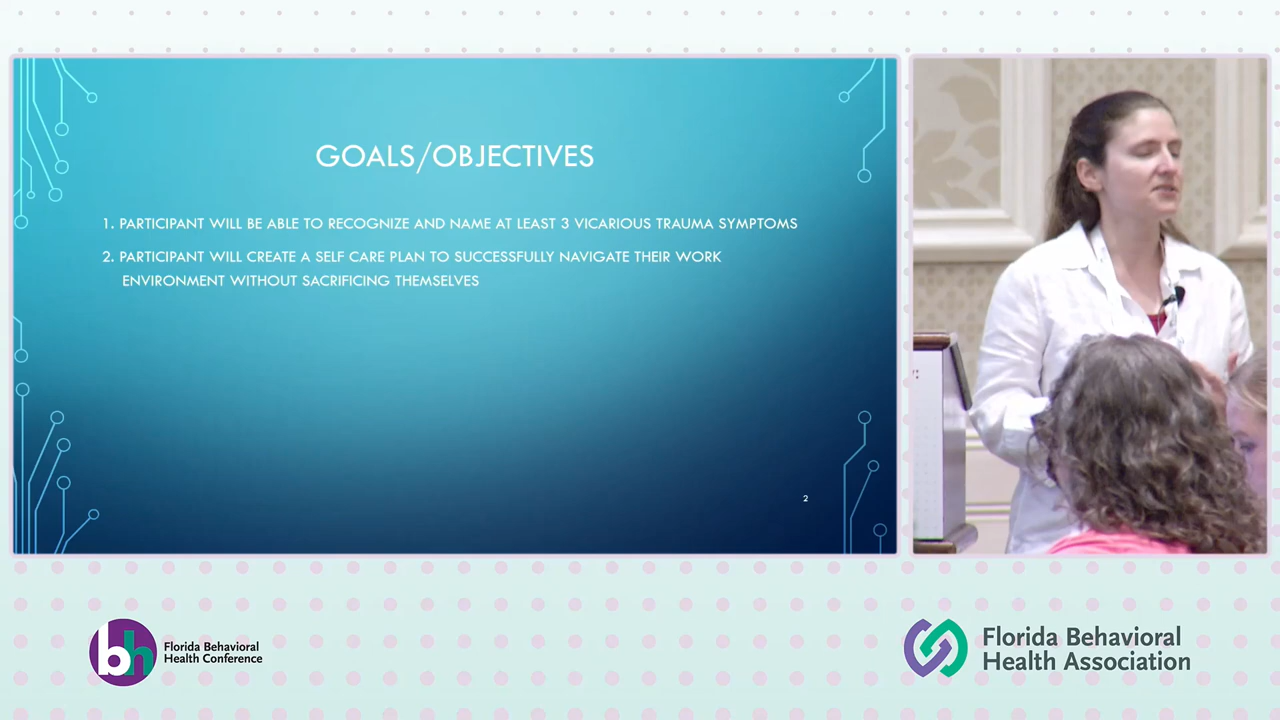 GOALS/OBJECTIVES
1. PARTICIPANT WILL BE ABLE TO RECOGNIZE AND NAME AT LEAST 3 VICARIOUS TRAUMA SYMPTOMS
2. PARTICIPANT WILL CREATE A SELF CARE PLAN TO SUCCESSFULLY NAVIGATE THEIR WORK
ENVIRONMENT WITHOUT SACRIFICING THEMSELVES
2
bh
Florida Behavioral
Health Conference
Florida Behavioral
Health Association